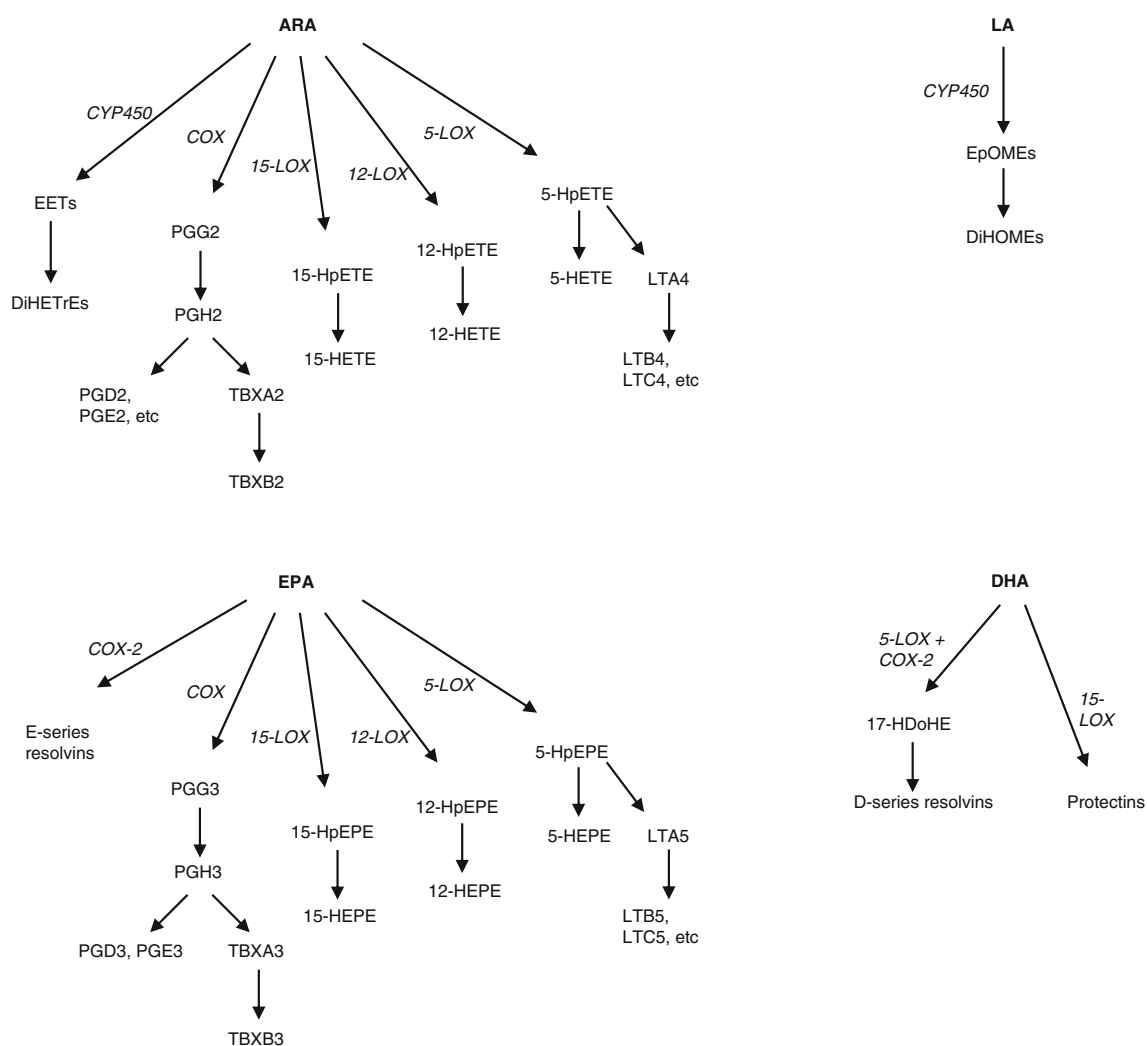 ARA
CYP450
COX
15-LOX
12-LOX
5-LOX
EETs
DiHETrEs
PGG2
PGH2
PGD2,
PGE2, etc
TBXA2
TBXB2
15-HpETE
15-HETE
12-HpETE
12-HETE
5-HpETE
5-HETE
LTA4
LTB4,
LTC4, etc
LA
CYP450
EpOMEs
DiHOMEs
EPA
COX-2
COX
15-LOX
12-LOX
5-LOX
E-series
resolvins
PGG3
PGH3
PGD3, PGE3
TBXA3
TBXB3
15-HpEPE
15-HEPE
12-HpEPE
12-HEPE
5-HpEPE
5-HEPE
LTA5
LTB5,
LTC5, etc
DHA
5-LOX +
COX-2
15-
LOX
17-HDoHE
D-series resolvins
Protectins